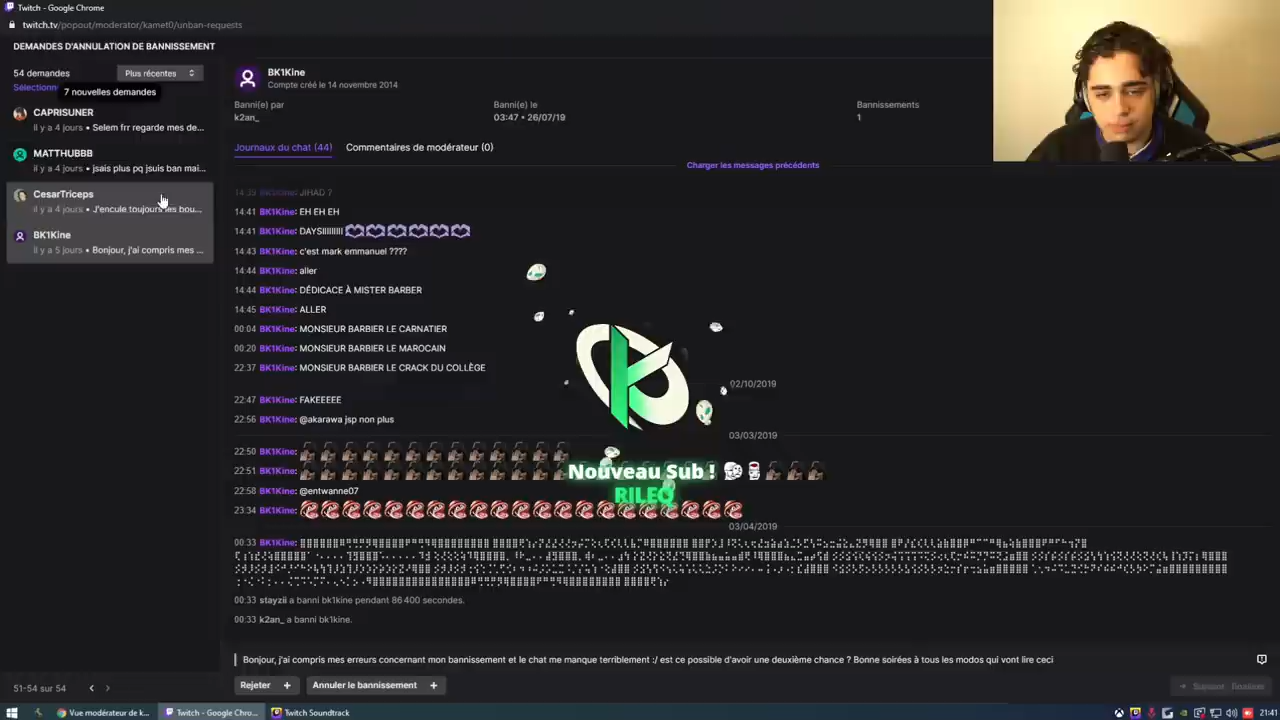 Twitch - Google Chrome
twitch.tv/popout/moderator/kamet0/unban-requests
DEMANDES D'ANNULATION DE BANNISSEMENT
54 demandes
Plus récentes
Sélectionn
7 nouvelles demandes
CAPRISUNER
il y a 4 jours • Selem frr regarde mes de...
MATTHUBBB
il y a 4 jours • jsais plus pq jsuis ban mai...
CesarTriceps
il y a 4 jours • J'encule toujours les bou...
BK1Kine
il y a 5 jours • Bonjour, j'ai compris mes ...
51-54 sur 54
BK1Kine
Compte créé le 14 novembre 2014
Banni(e) par
k2an_
Banni(e) le
03:47 • 26/07/19
Bannissements
1
Journaux du chat (44)
Commentaires de modérateur (0)
Charger les messages précédents
14:39 BK1Kine: JIHAD ?
14:41 BK1Kine: EH EH EH
14:41 BK1Kine: DAYSIIIIIIIII
14:43 BK1Kine: c'est mark emmanuel ????
14:44 BK1Kine: aller
14:44 BK1Kine: DÉDICACE À MISTER BARBER
14:45 BK1Kine: ALLER
00:04 BK1Kine: MONSIEUR BARBIER LE CARNATIER
00:20 BK1Kine: MONSIEUR BARBIER LE MAROCAIN
22:37 BK1Kine: MONSIEUR BARBIER LE CRACK DU COLLÈGE
02/10/2019
22:47 BK1Kine: FAKEEEEE
22:56 BK1Kine: @akarawa jsp non plus
03/03/2019
22:50 BK1Kine:
22:51 BK1Kine:
Nouveau Sub !
RILEQ
22:58 BK1Kine: @entwanne07
23:34 BK1Kine:
03/04/2019
00:33 BK1Kine:
00:33 stayzii a banni bk1kine pendant 86 400 secondes.
00:33 k2an_ a banni bk1kine.
Bonjour, j'ai compris mes erreurs concernant mon bannissement et le chat me manque terriblement :/ est ce possible d'avoir une deuxième chance ? Bonne soirées à tous les modos qui vont lire ceci
Rejeter +
Annuler le bannissement +
Vue modérateur de k...
Twitch - Google Chro...
Twitch Soundtrack
21:41